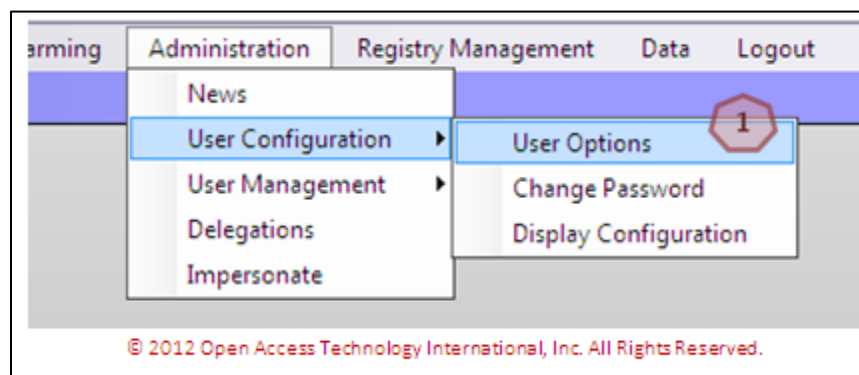 arming Administration Registry Management Data Logout
News
User Configuration User Options 1
User Management Change Password
Delegations Display Configuration
Impersonate
© 2012 Open Access Technology International, Inc. All Rights Reserved.